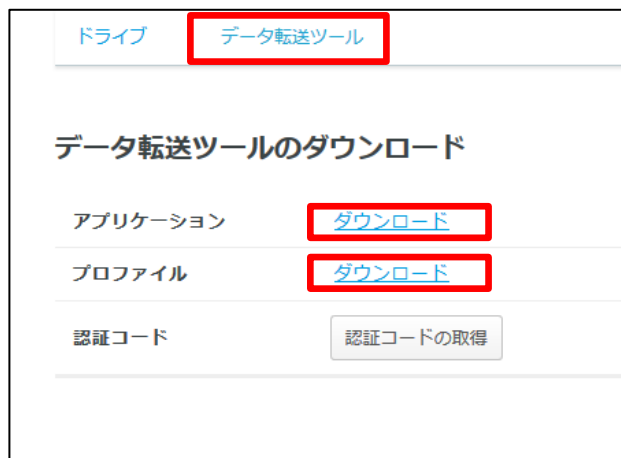 ドライブ データ転送ツール
データ転送ツールのダウンロード
アプリケーション ダウンロード
プロファイル ダウンロード
認証コード 認証コードの取得